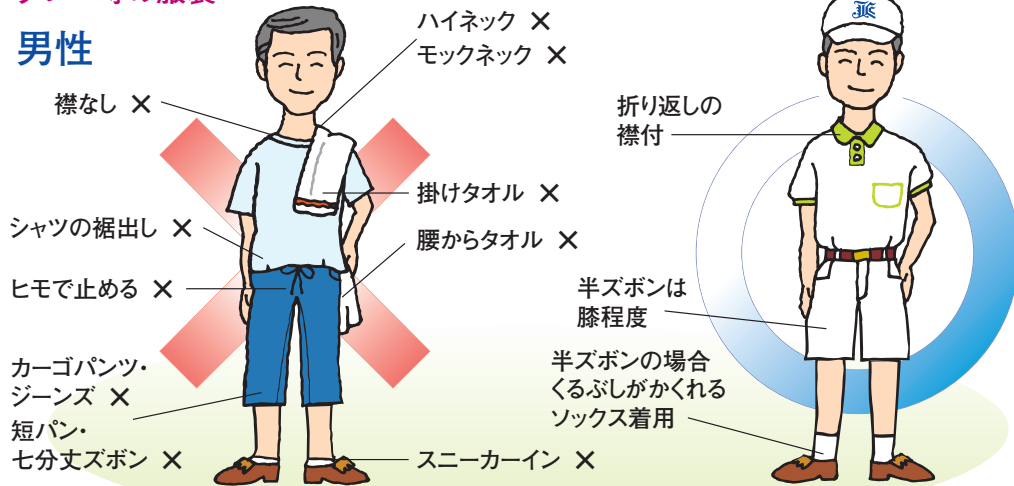 の服装
男性
ハイネック ×
モックネック ×
襟なし ×
掛けタオル ×
シャツの裾出し ×
腰からタオル ×
ヒモで止める ×
カーゴパンツ・
ジーンズ ×
短パン・
七分丈ズボン ×
スニーカーイン ×
折り返しの
襟付
半ズボンは
膝程度
半ズボンの場合
くるぶしがかくれる
ソックス着用